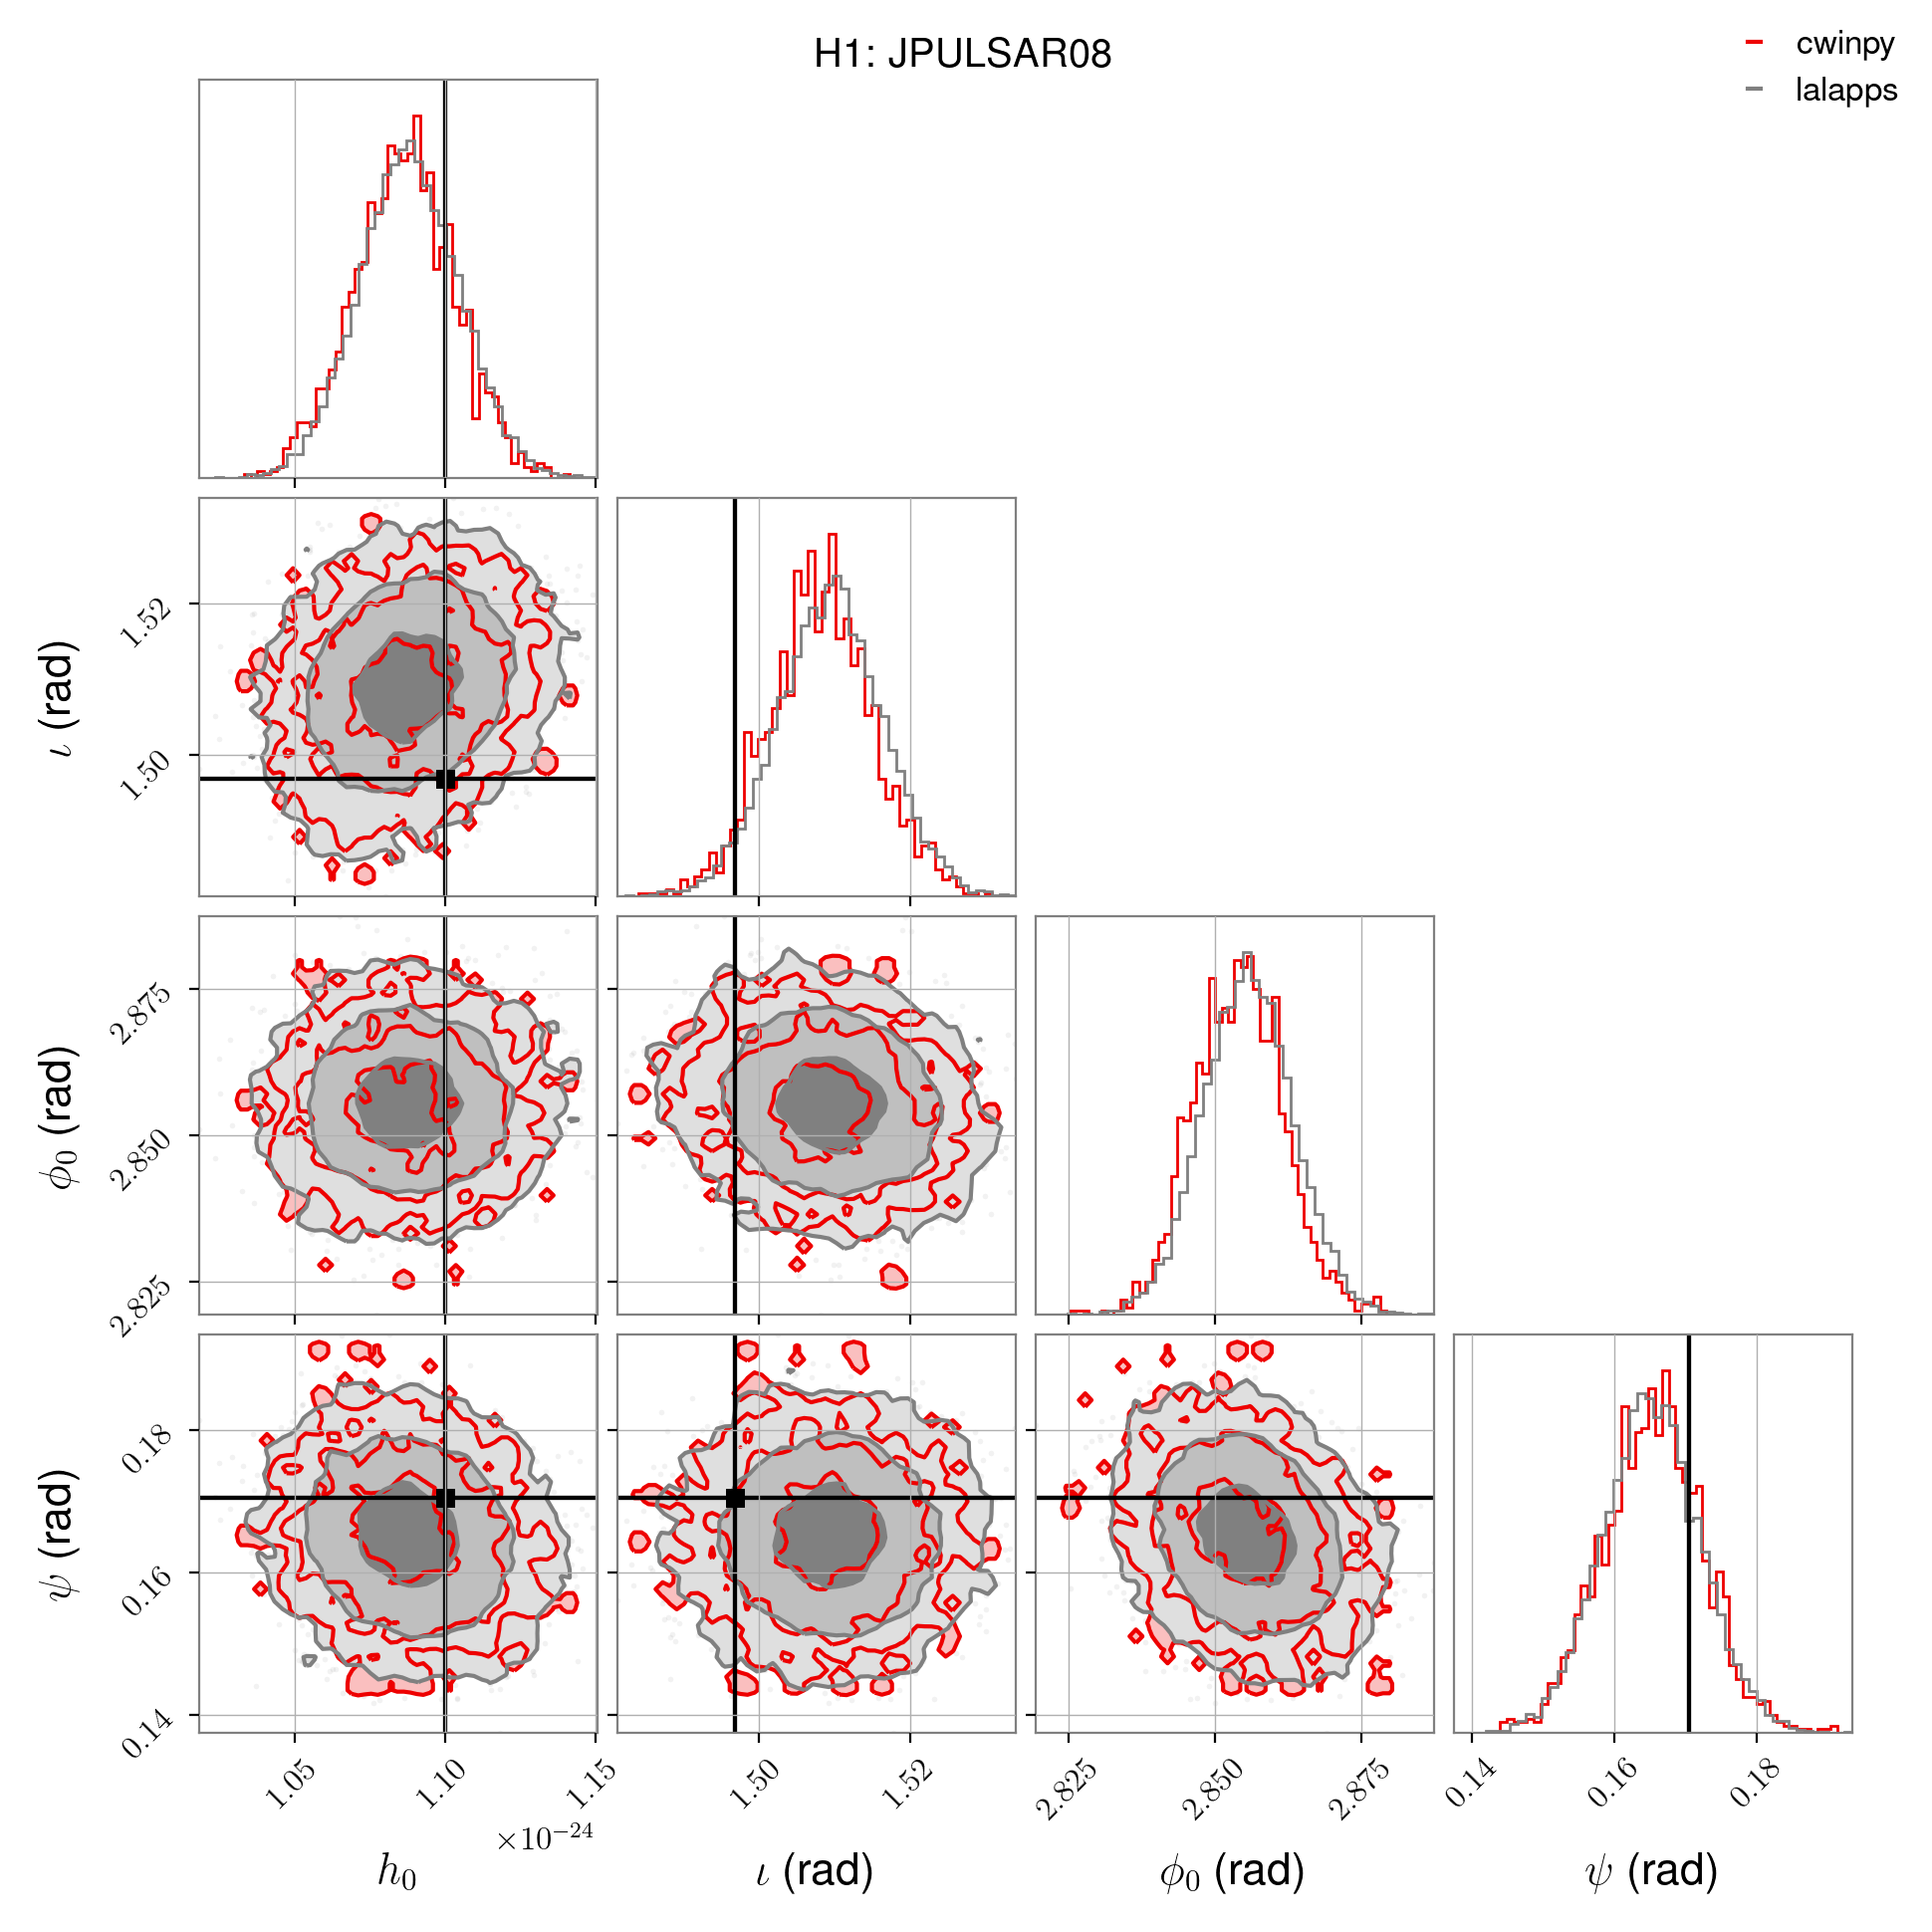 H1: JPULSAR08
cwinpy
lalapps
ι (rad)
1.52
1.50
ϕ₀ (rad)
2.875
2.850
2.825
ψ (rad)
0.18
0.16
0.14
1.05 1.10 1.15
×10⁻²⁴
h₀
1.50 1.52
ι (rad)
2.825 2.850 2.875
ϕ₀ (rad)
0.14 0.16 0.18
ψ (rad)